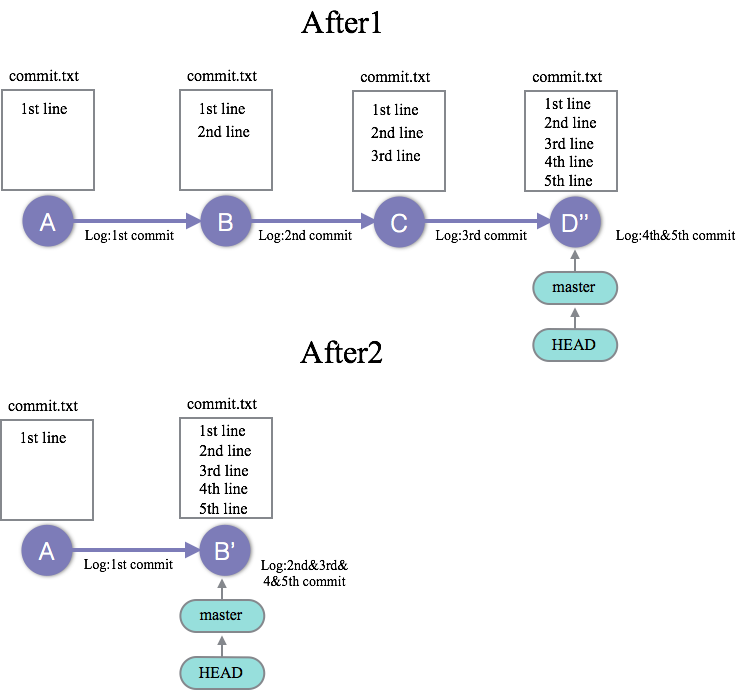 After1
commit.txt
commit.txt
commit.txt
commit.txt
1st line
1st line
2nd line
1st line
2nd line
3rd line
1st line
2nd line
3rd line
4th line
5th line
A
B
C
D”
Log:1st commit
Log:2nd commit
Log:3rd commit
Log:4th&5th commit
master
HEAD
After2
commit.txt
commit.txt
1st line
1st line
2nd line
3rd line
4th line
5th line
A
B’
Log:1st commit
Log:2nd&3rd&
4&5th commit
master
HEAD